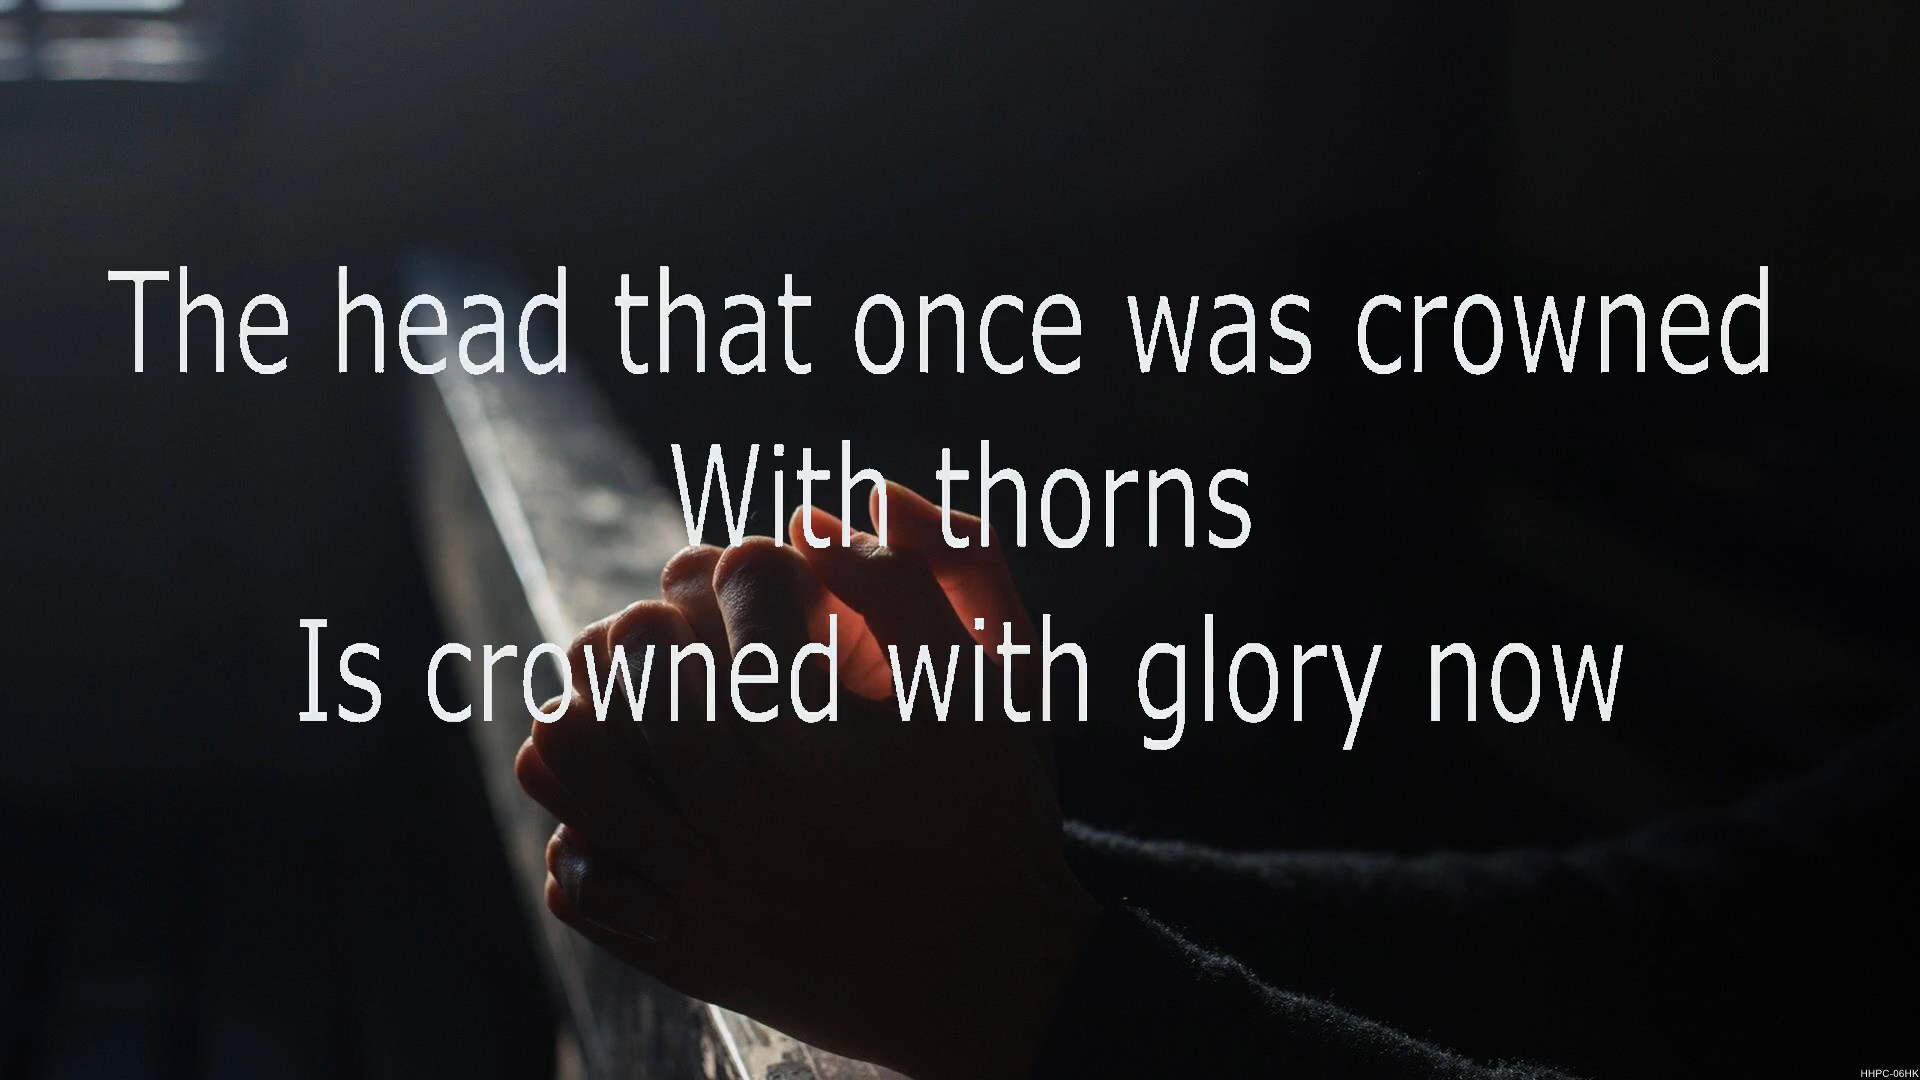 The head that once was crowned
With thorns
Is crowned with glory now
HHPC-06HK